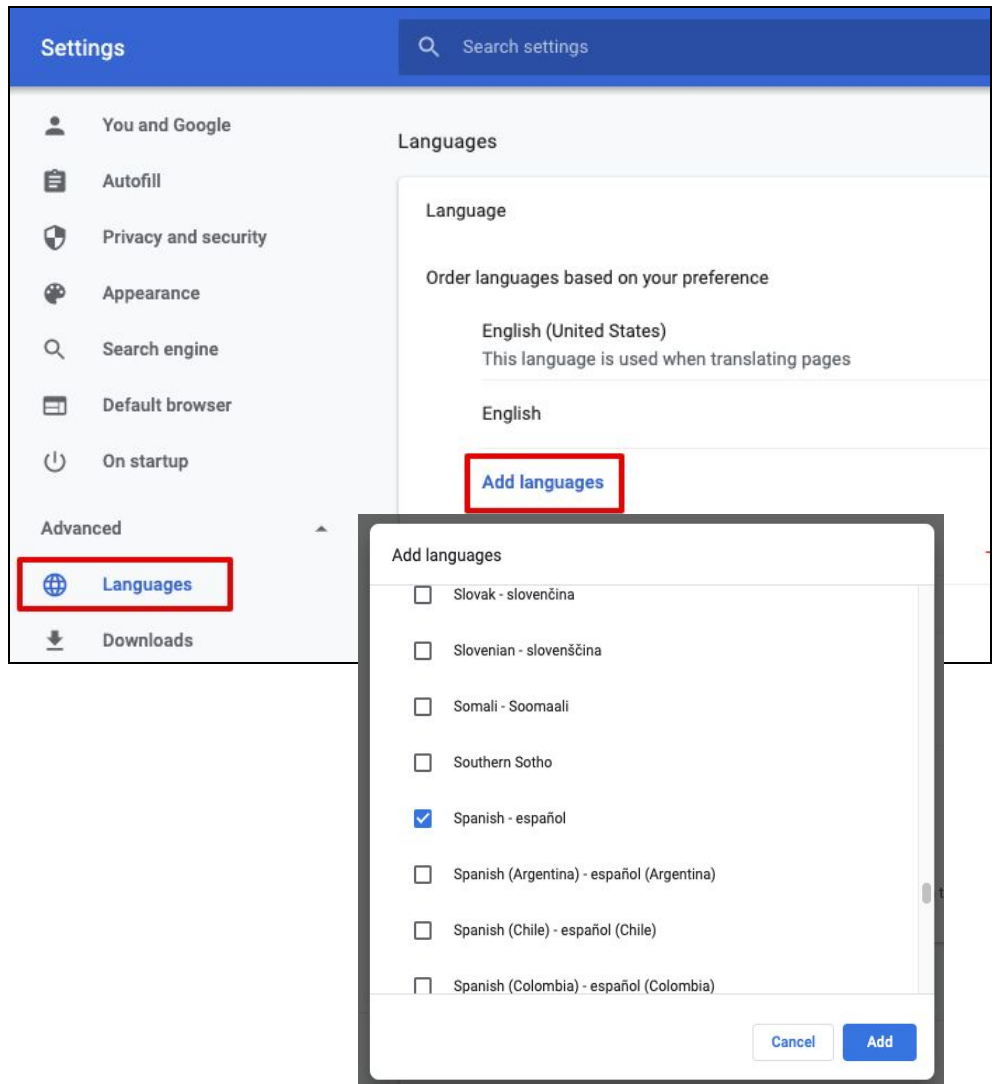 Settings
Search settings
You and Google
Autofill
Privacy and security
Appearance
Search engine
Default browser
On startup
Advanced
Languages
Downloads
Languages
Language
Order languages based on your preference
English (United States)
This language is used when translating pages
English
Add languages
Add languages
Slovak - slovenčina
Slovenian - slovenščina
Somali - Soomaali
Southern Sotho
Spanish - español
Spanish (Argentina) - español (Argentina)
Spanish (Chile) - español (Chile)
Spanish (Colombia) - español (Colombia)
Cancel
Add